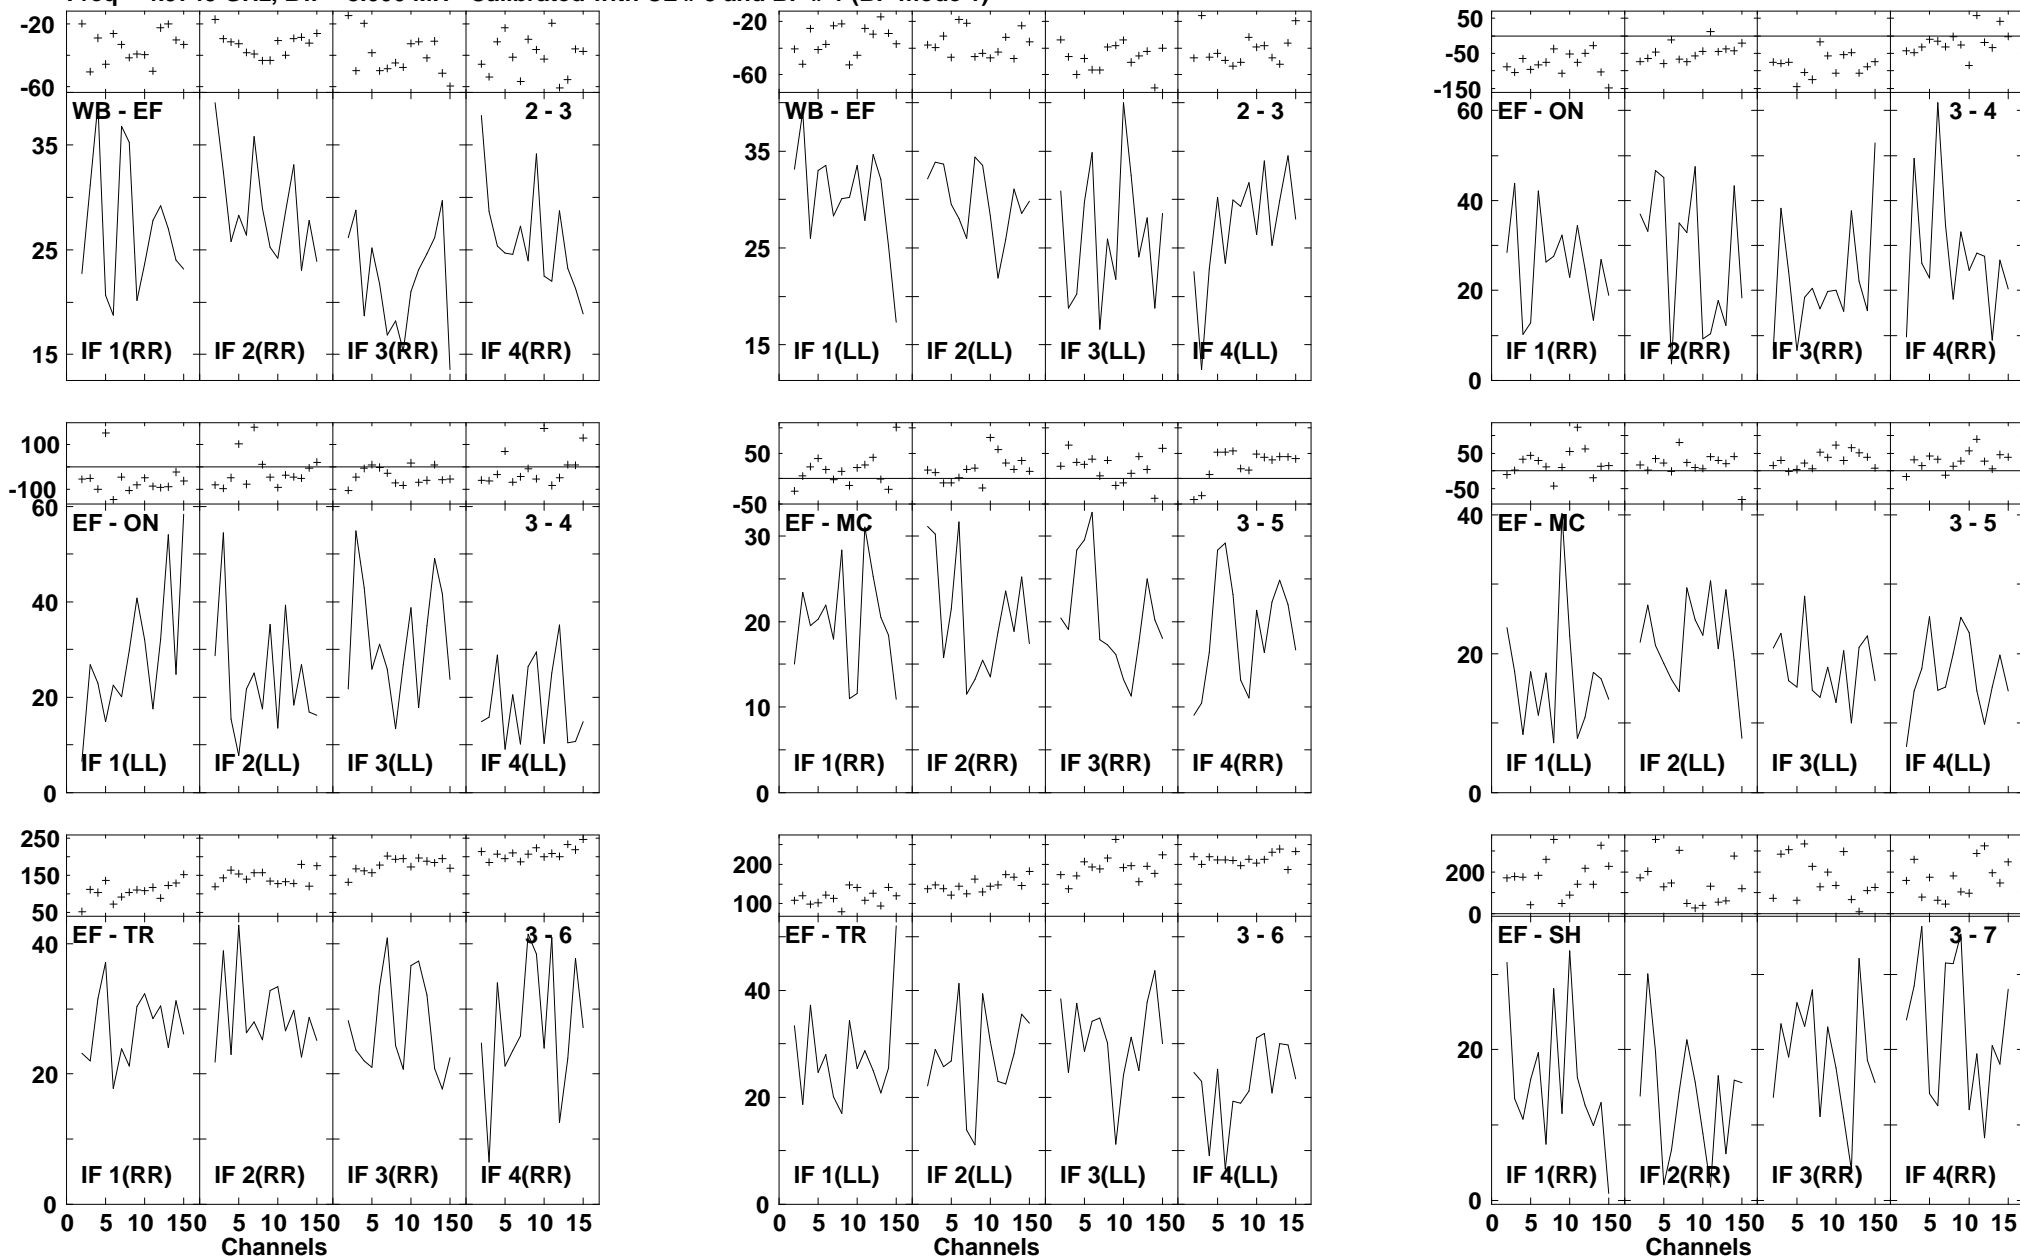 -20 -20 50
-50
-60 -60 -150
WB - EF 2 - 3 WB - EF 2 - 3 EF - ON 3 - 4
60
35 35
40
25 25
20
15 15
0
IF 1(RR) IF 2(RR) IF 3(RR) IF 4(RR) IF 1(LL) IF 2(LL) IF 3(LL) IF 4(LL) IF 1(RR) IF 2(RR) IF 3(RR) IF 4(RR)
100 50 50
-100 -50 -50
EF - ON 3 - 4 EF - MC 3 - 5 EF - MC 3 - 5
60 30 40
40 20
20 10 20
0 0 0
IF 1(LL) IF 2(LL) IF 3(LL) IF 4(LL) IF 1(RR) IF 2(RR) IF 3(RR) IF 4(RR) IF 1(LL) IF 2(LL) IF 3(LL) IF 4(LL)
250 200 200
150
50 100 0
EF - TR 3 - 6 EF - TR 3 - 6 EF - SH 3 - 7
40 40
20 20 20
0 0 0
IF 1(RR) IF 2(RR) IF 3(RR) IF 4(RR) IF 1(LL) IF 2(LL) IF 3(LL) IF 4(LL) IF 1(RR) IF 2(RR) IF 3(RR) IF 4(RR)
0 5 10 150 5 10 150 5 10 150 5 10 15 0 5 10 150 5 10 150 5 10 150 5 10 15 0 5 10 150 5 10 150 5 10 150 5 10 15
Channels Channels Channels